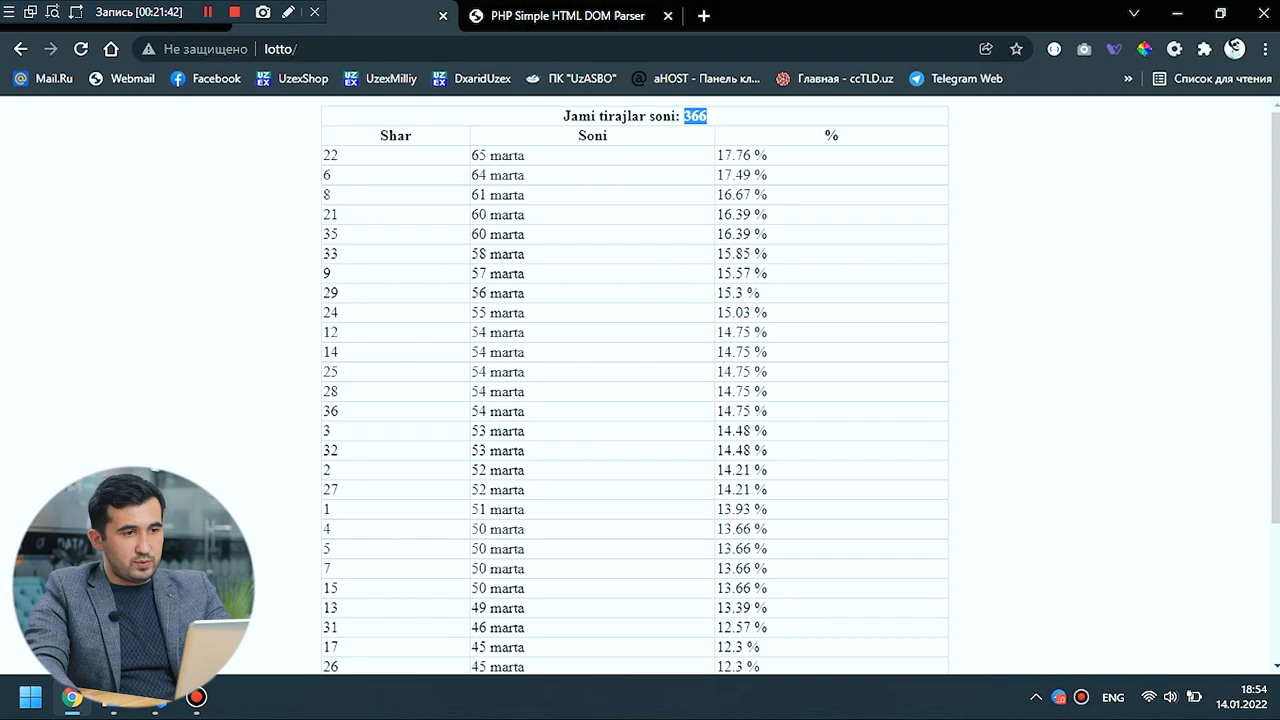 Запись [00:21:42]
PHP Simple HTML DOM Parser
Не защищено lotto/
Mail.Ru Webmail Facebook UzexShop UzexMilliy DxaridUzex ПК "UzASBO" aHOST - Панель к... Главная - ccTLD.uz Telegram Web » Список для чтения
Jami tirajlar soni: 366
Shar Soni %
22 65 marta 17.76 %
6 64 marta 17.49 %
8 61 marta 16.67 %
21 60 marta 16.39 %
35 60 marta 16.39 %
33 58 marta 15.85 %
9 57 marta 15.57 %
29 56 marta 15.3 %
24 55 marta 15.03 %
12 54 marta 14.75 %
14 54 marta 14.75 %
25 54 marta 14.75 %
28 54 marta 14.75 %
36 54 marta 14.75 %
3 53 marta 14.48 %
32 53 marta 14.48 %
2 52 marta 14.21 %
27 52 marta 14.21 %
1 51 marta 13.93 %
4 50 marta 13.66 %
5 50 marta 13.66 %
7 50 marta 13.66 %
15 50 marta 13.66 %
13 49 marta 13.39 %
31 46 marta 12.57 %
17 45 marta 12.3 %
26 45 marta 12.3 %
ENG
18:54
14.01.2022